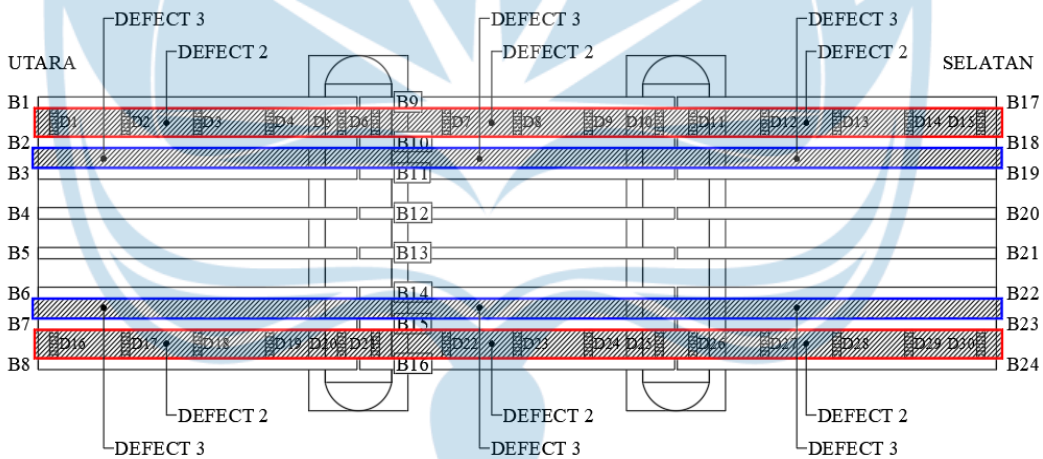 DEFECT 3 DEFECT 3 DEFECT 3
DEFECT 2 DEFECT 2 DEFECT 2
UTARA SELATAN
B1 B9 B17
D1 D2 D3 D4 D5 D6 D7 D8 D9 D10 D11 D12 D13 D14 D15
B2 B10 B18
B3 B11 B19
B4 B12 B20
B5 B13 B21
B6 B14 B22
B7 B15 B23
D16 D17 D18 D19 D20 D21 D22 D23 D24 D25 D26 D27 D28 D29 D30
B8 B16 B24
DEFECT 2 DEFECT 2 DEFECT 2
DEFECT 3 DEFECT 3 DEFECT 3